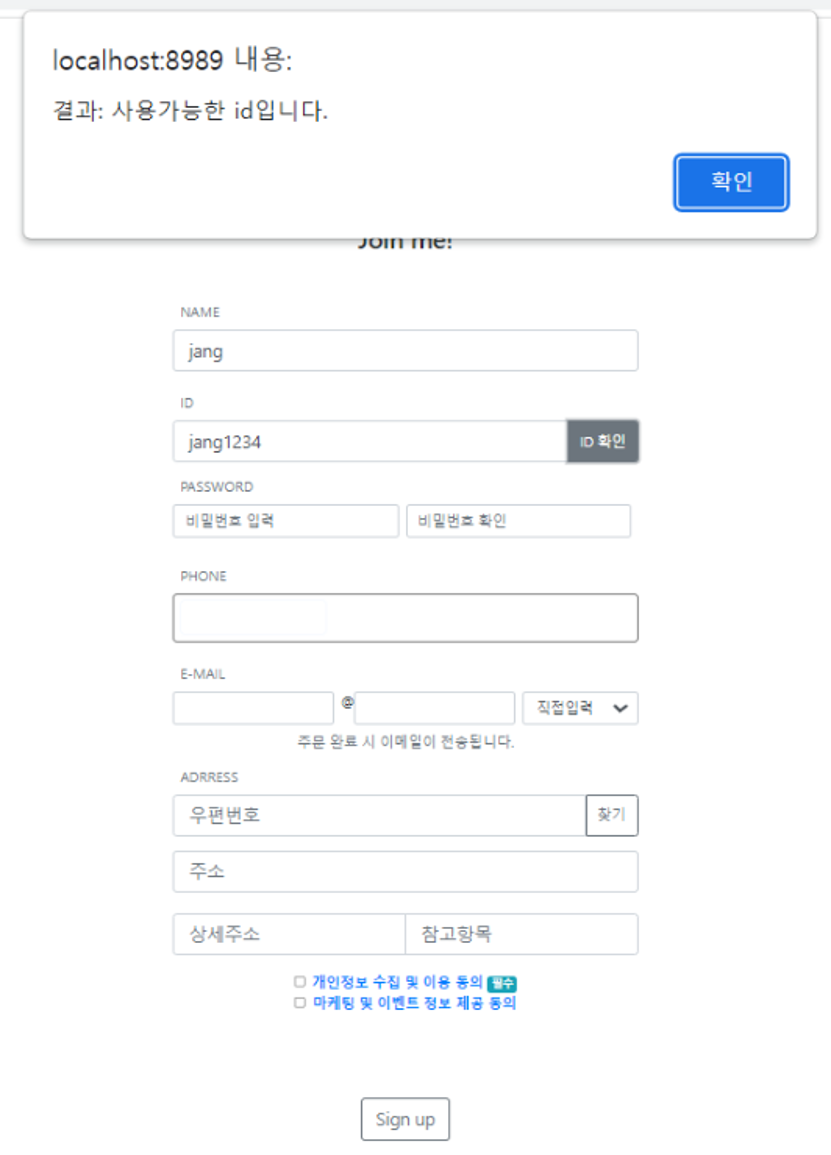 localhost:8989 내용:
결과: 사용가능한 id입니다.
확인
Join me!
NAME
jang
ID
jang1234 ID 확인
PASSWORD
비밀번호 입력 비밀번호 확인
PHONE
E-MAIL
@ 직접입력
주문 완료 시 이메일이 전송됩니다.
ADRRESS
우편번호 찾기
주소
상세주소 참고항목
개인정보 수집 및 이용 동의 필수
마케팅 및 이벤트 정보 제공 동의
Sign up